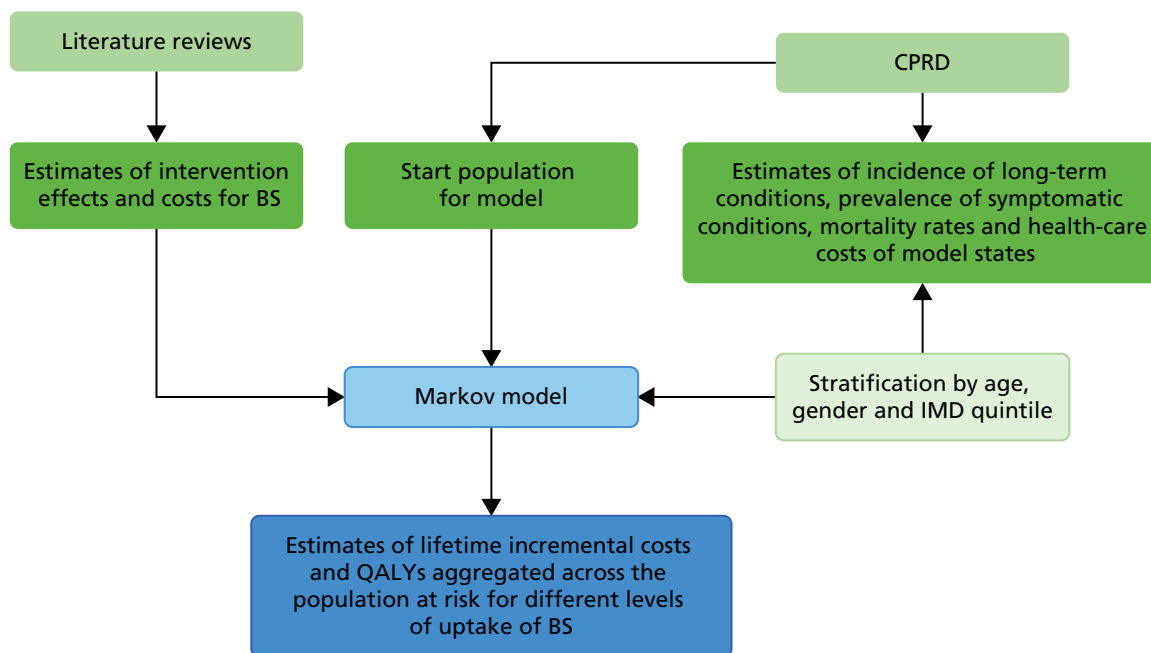 Literature reviews
CPRD
Estimates of intervention
effects and costs for BS
Start population
for model
Estimates of incidence of long-term
conditions, prevalence of symptomatic
conditions, mortality rates and health-care
costs of model states
Markov model
Stratification by age,
gender and IMD quintile
Estimates of lifetime incremental costs
and QALYs aggregated across the
population at risk for different levels
of uptake of BS